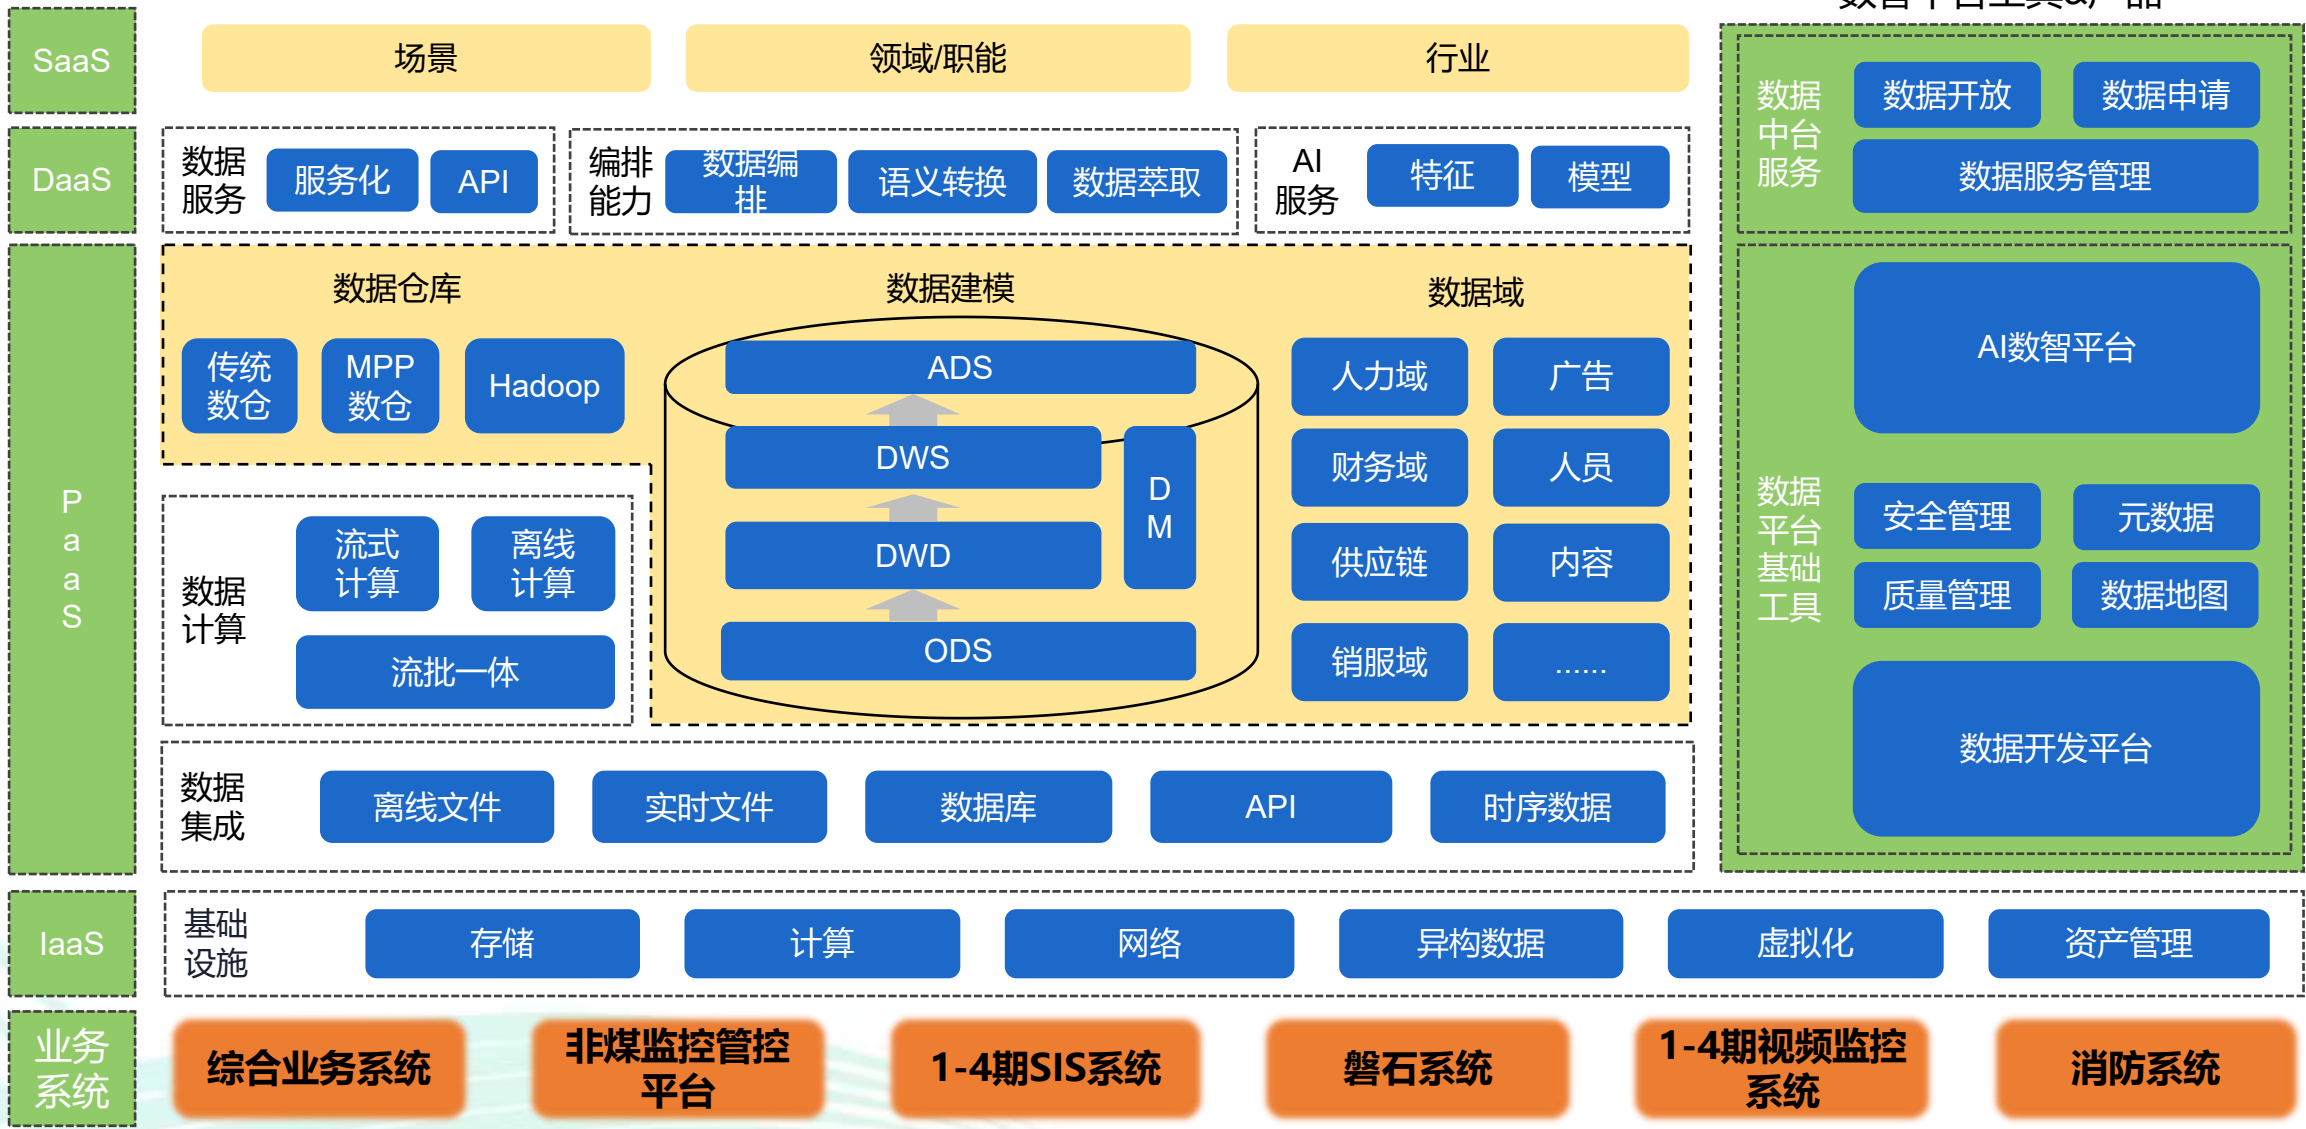 数智平台工具&产品
SaaS
场景
领域/职能
行业
DaaS
数据
服务
服务化
API
编排
能力
数据编
排
语义转换
数据萃取
AI
服务
特征
模型
数据
中台
服务
数据开放
数据申请
数据服务管理
P
a
a
S
数据仓库
传统
数仓
MPP
数仓
Hadoop
数据建模
ADS
DWS
DWD
ODS
D
M
数据域
人力域
广告
财务域
人员
供应链
内容
销服域
......
数据
计算
流式
计算
离线
计算
流批一体
数据
集成
离线文件
实时文件
数据库
API
时序数据
数据
平台
基础
工具
AI数智平台
安全管理
元数据
质量管理
数据地图
数据开发平台
IaaS
基础
设施
存储
计算
网络
异构数据
虚拟化
资产管理
业务
系统
综合业务系统
非煤监控管控
平台
1-4期SIS系统
磐石系统
1-4期视频监控
系统
消防系统